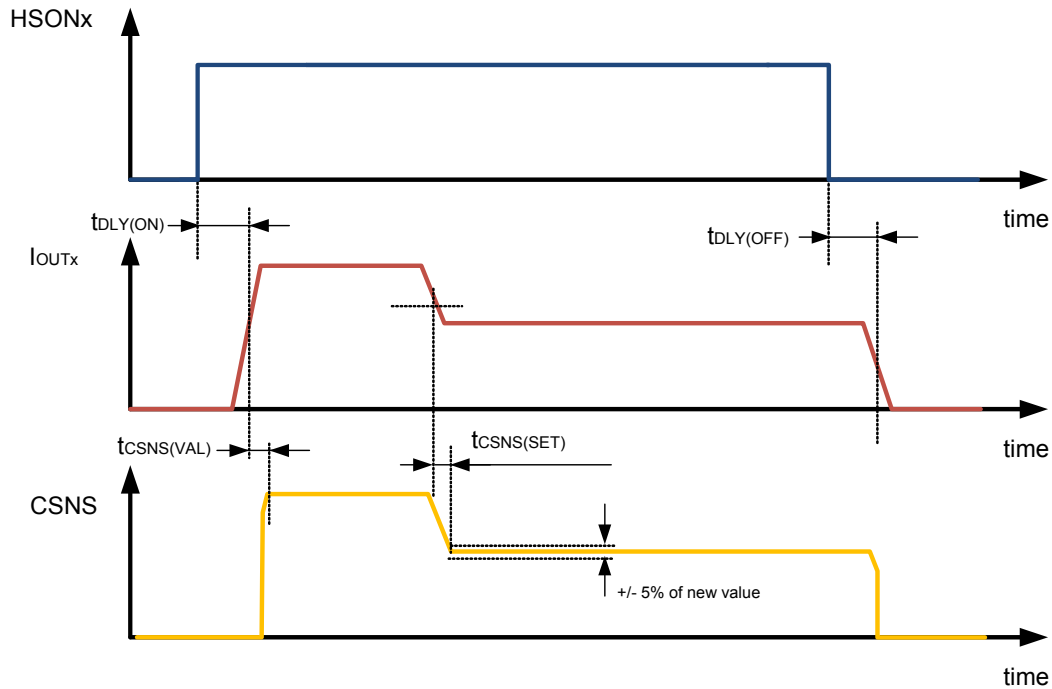 HSONx
time
tDLY(ON)
tDLY(OFF)
IOUTx
time
tCSNS(VAL)
tCSNS(SET)
CSNS
+/- 5% of new value
time